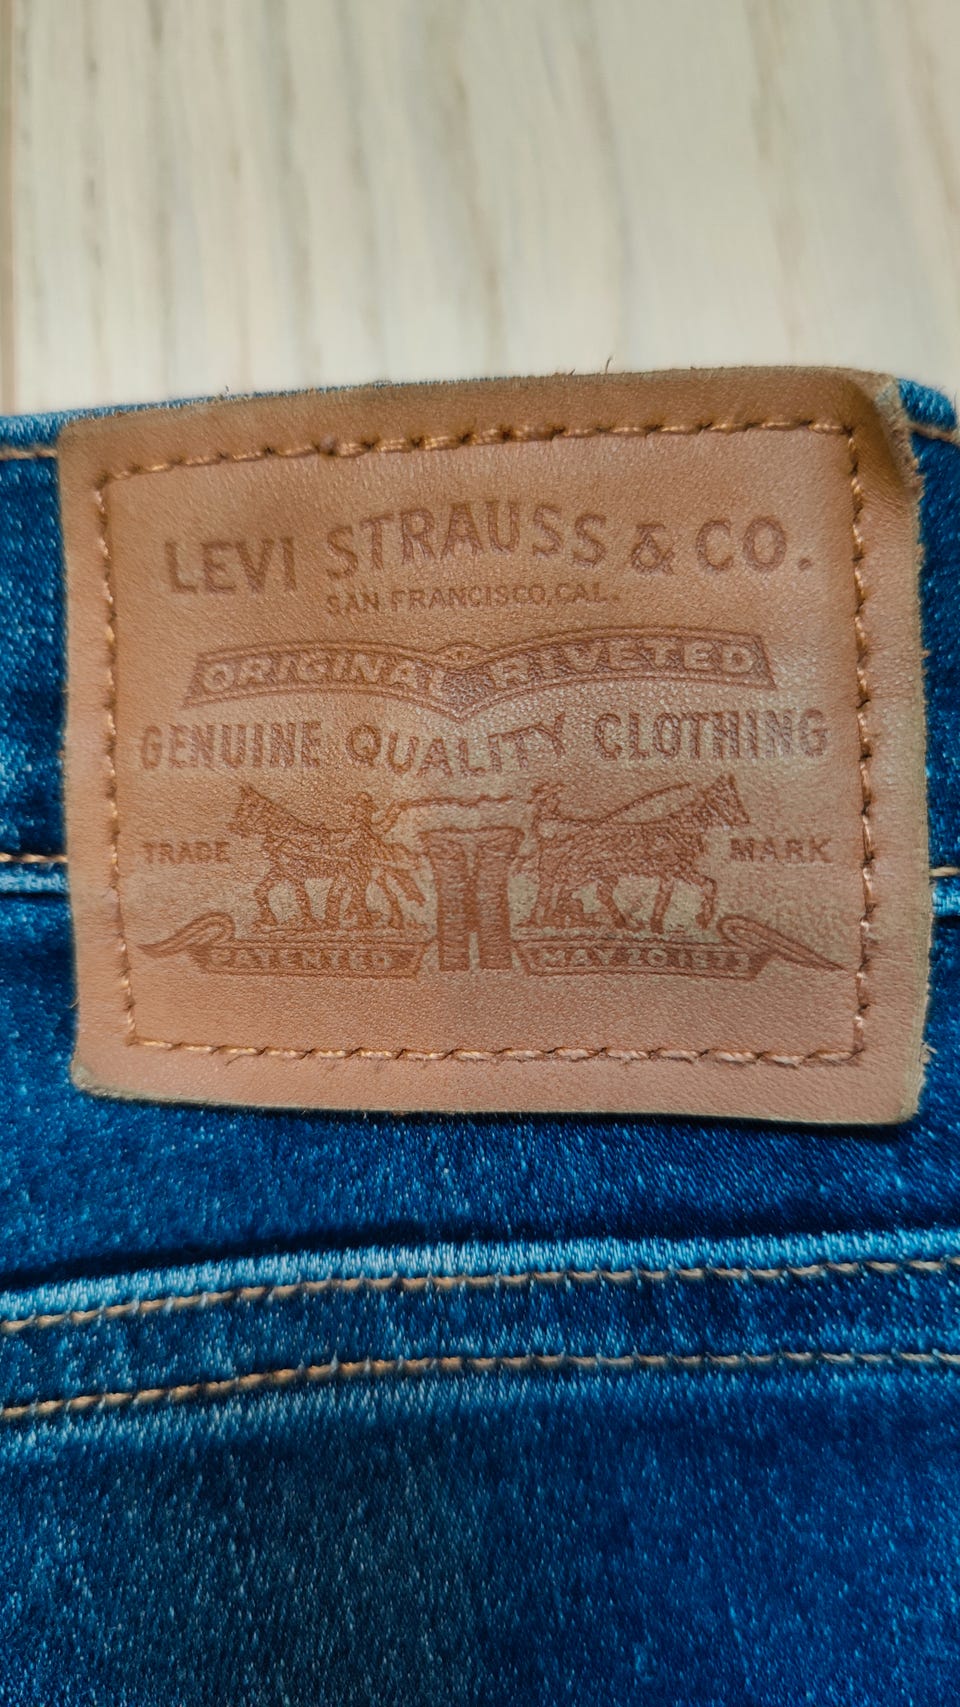 LEVI STRAUSS & CO.
SAN FRANCISCO, CAL.
ORIGINAL RIVETED
GENUINE QUALITY CLOTHING
TRADE MARK
PATENTED MAY 20 1873